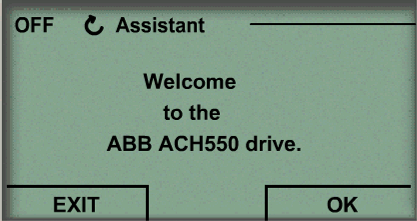 OFF Assistant
Welcome
to the
ABB ACH550 drive.
EXIT OK